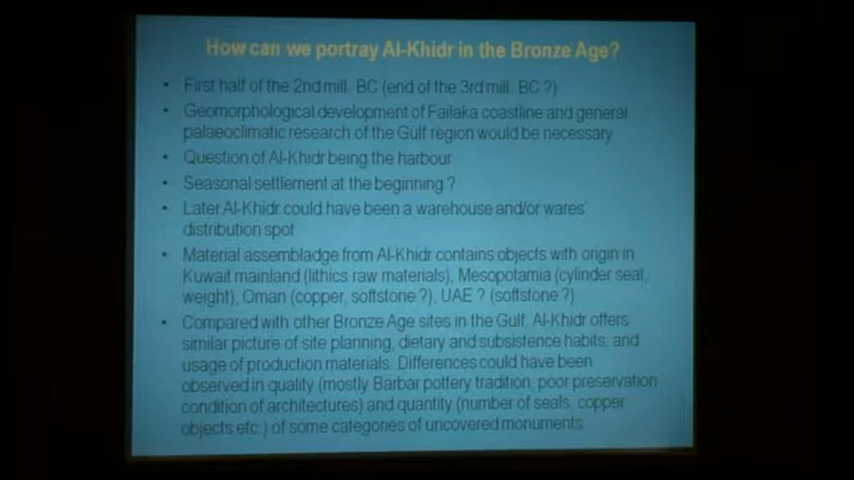 How can we portray Al-Khidr in the Bronze Age?
• First half of the 2nd mill. BC (end of the 3rd mill. BC ?)
• Geomorphological development of Failaka coastline and general
palaeoclimatic research of the Gulf region would be necessary
• Question of Al-Khidr being the harbour
• Seasonal settlement at the beginning ?
• Later Al-Khidr could have been a warehouse and/or wares'
distribution spot
• Material assembladge from Al-Khidr contains objects with origin in
Kuwait mainland (lithics raw materials), Mesopotamia (cylinder seal,
weight), Oman (copper, softstone ?), UAE ? (softstone ?)
• Compared with other Bronze Age sites in the Gulf, Al-Khidr offers
similar picture of site planning, dietary and subsistence habits, and
usage of production materials. Differences could have been
observed in quality (mostly Barbar pottery tradition, poor preservation
condition of architectures) and quantity (number of seals, copper
objects etc.) of some categories of uncovered monuments